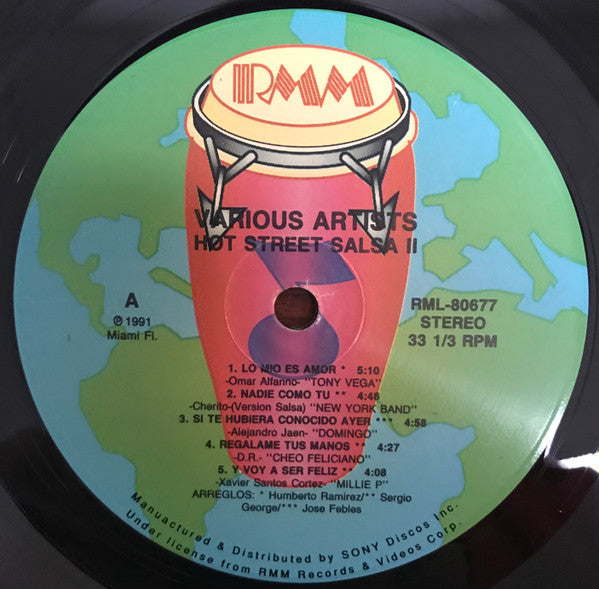 RMM
VARIOUS ARTISTS
HOT STREET SALSA II
A
℗ 1991
Miami Fl.
RML-80677
STEREO
33 1/3 RPM
1. LO MIO ES AMOR * 5:10
-Omar Alfanno- "TONY VEGA"
2. NADIE COMO TU ** 4:48
-Cherito-(Version Salsa) "NEW YORK BAND"
3. SI TE HUBIERA CONOCIDO AYER *** 4:58
-Alejandro Jaen- "DOMINGO"
4. REGALAME TUS MANOS ** 4:27
-D.R.- "CHEO FELICIANO"
5. Y VOY A SER FELIZ ** 4:08
-Xavier Santos Cortez- "MILLIE P"
ARREGLOS: * Humberto Ramirez/** Sergio
George/*** Jose Febles
Manuactured & Distributed by SONY Discos Inc.
Under license from RMM Records & Videos Corp.